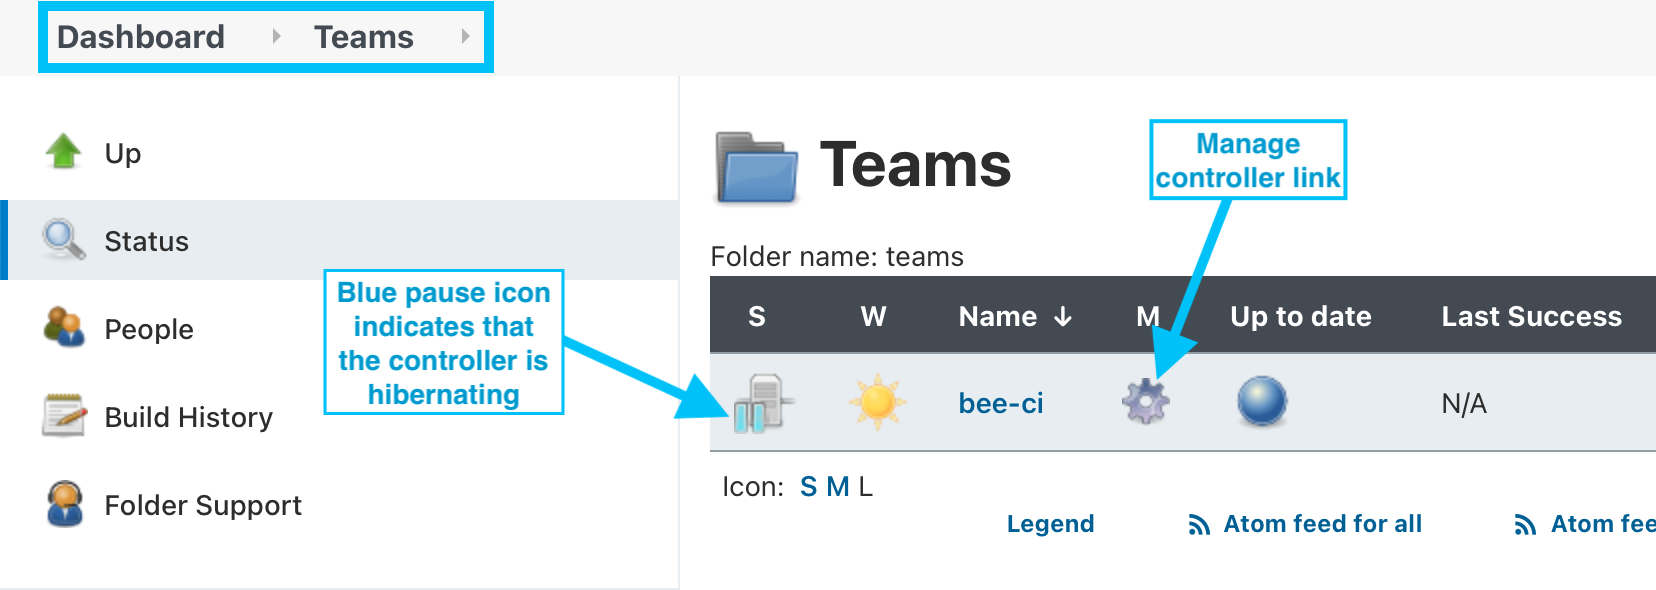 Dashboard Teams
Up
Status
People
Build History
Folder Support
Blue pause icon
indicates that
the controller is
hibernating
Teams
Manage
controller link
Folder name: teams
S W Name ↓ M Up to date Last Success
bee-ci N/A
Icon: S M L
Legend Atom feed for all Atom fee